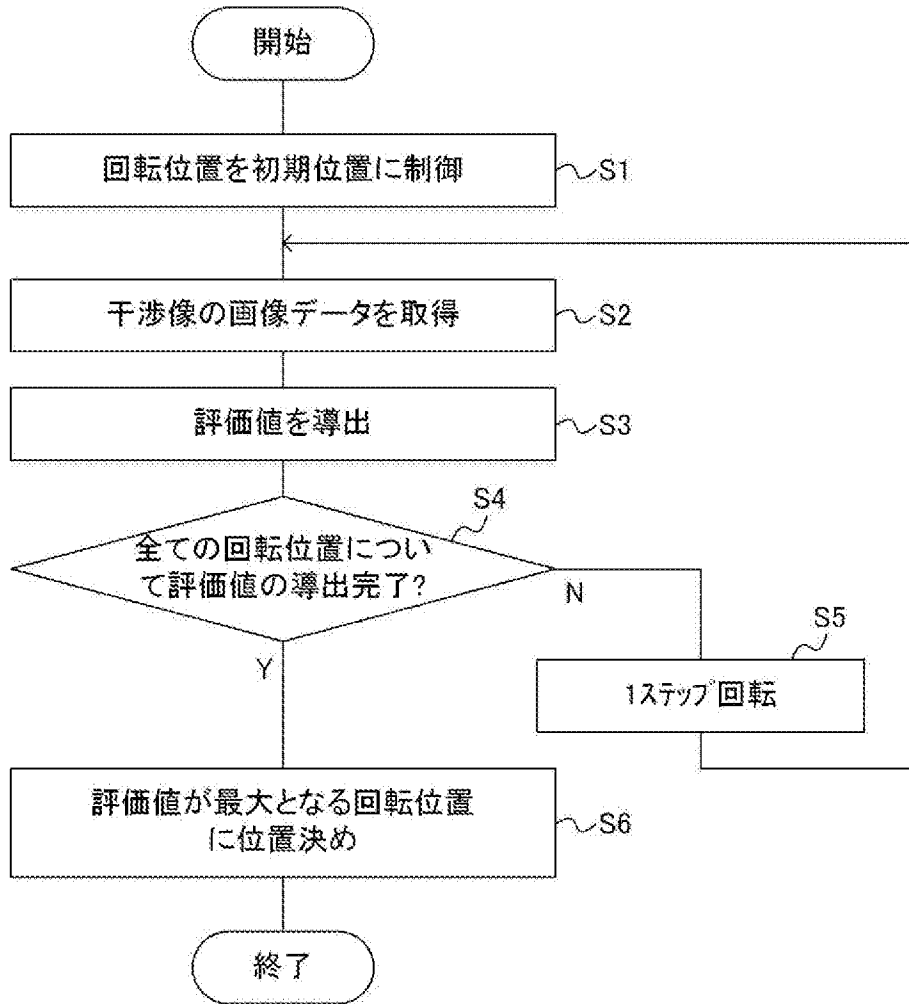 開始
回転位置を初期位置に制御
S1
干渉像の画像データを取得
S2
評価値を導出
S3
S4
全ての回転位置につい
て評価値の導出完了?
N
Y
S5
1ステップ回転
評価値が最大となる回転位置
に位置決め
S6
終了